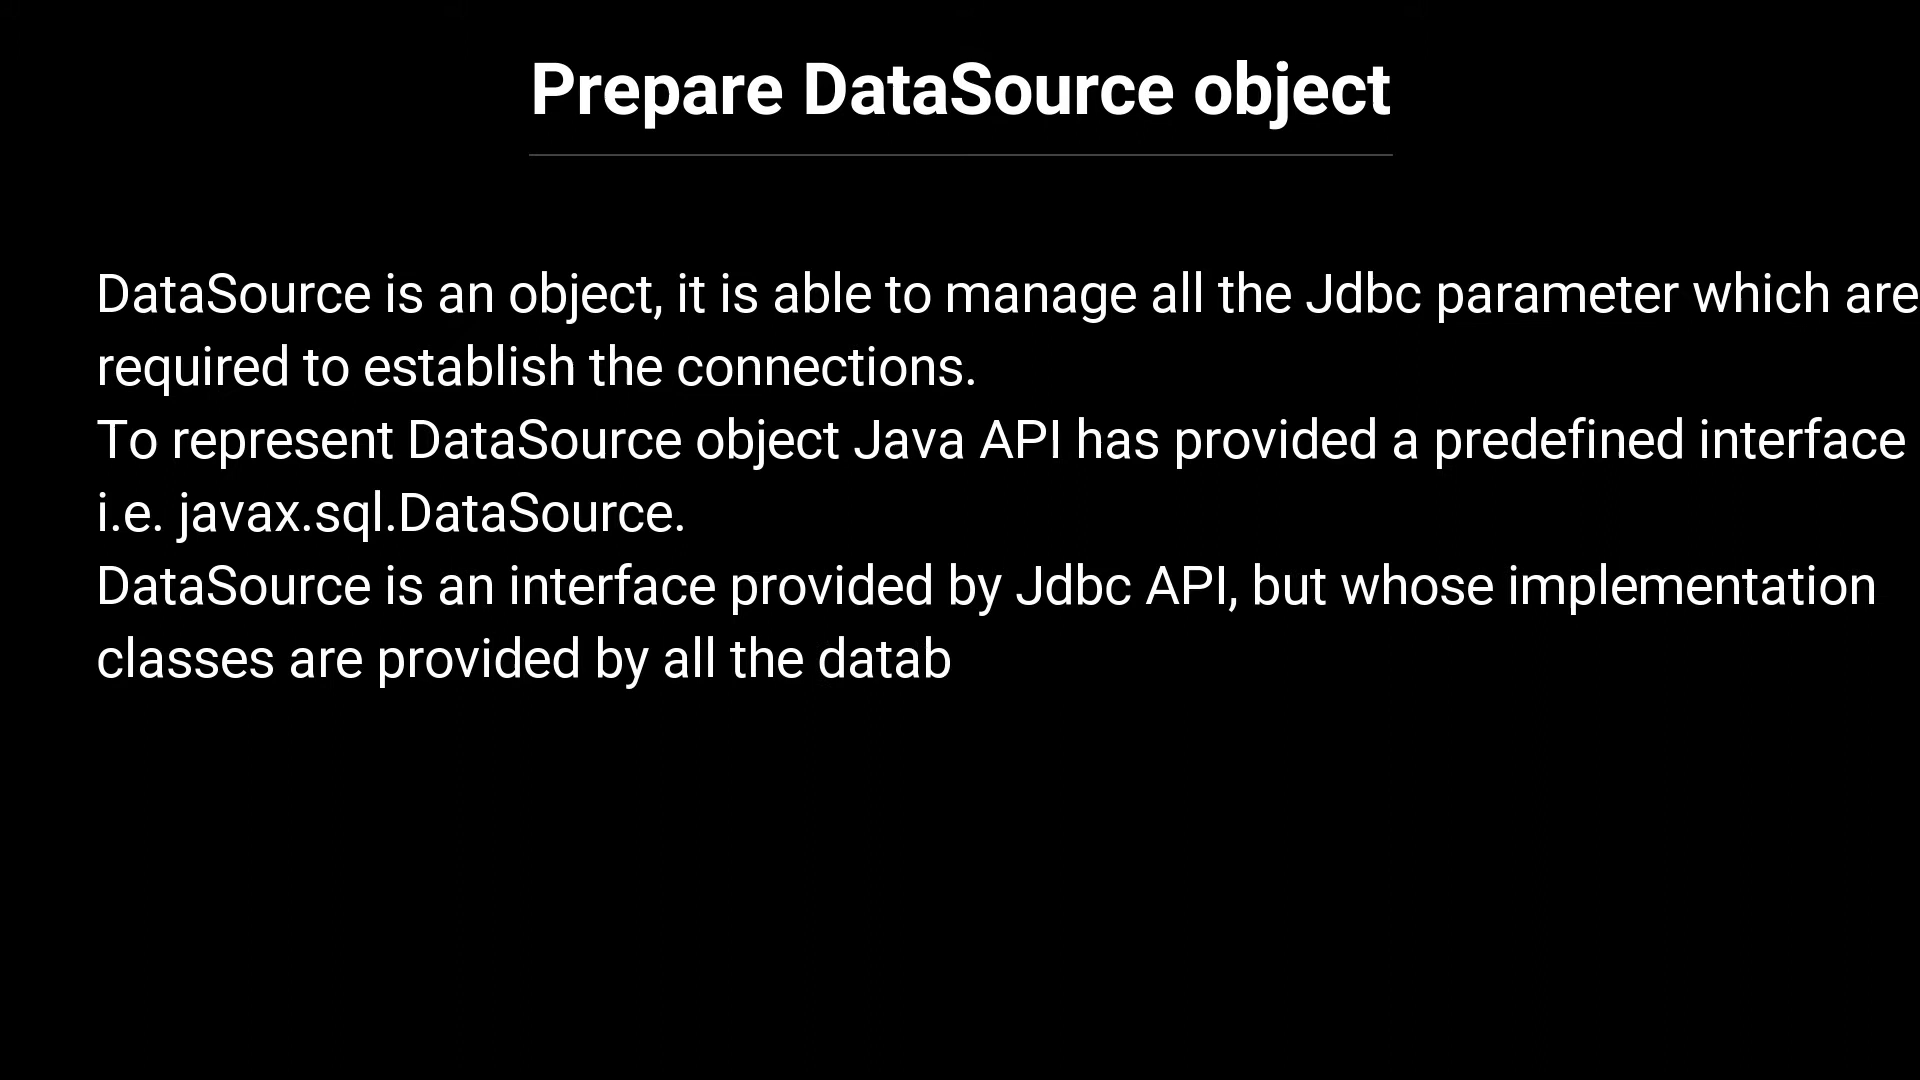 Prepare DataSource object
DataSource is an object, it is able to manage all the Jdbc parameter which are
required to establish the connections.
To represent DataSource object Java API has provided a predefined interface
i.e. javax.sql.DataSource.
DataSource is an interface provided by Jdbc API, but whose implementation
classes are provided by all the datab